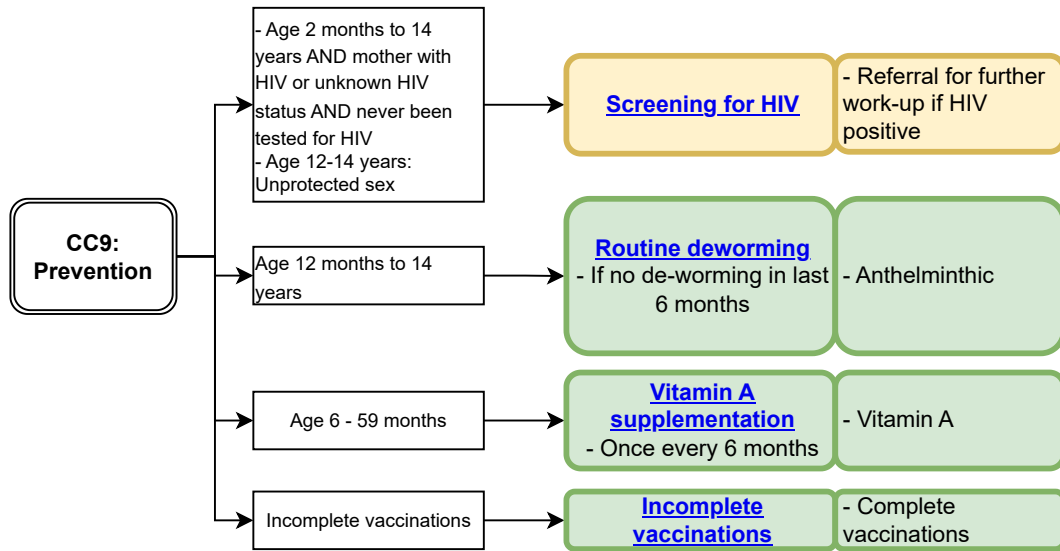 CC9:
Prevention
- Age 2 months to 14
years AND mother with
HIV or unknown HIV
status AND never been
tested for HIV
- Age 12-14 years:
Unprotected sex
Screening for HIV
- Referral for further
work-up if HIV
positive
Age 12 months to 14
years
Routine deworming
- If no de-worming in last
6 months
- Anthelminthic
Age 6 - 59 months
Vitamin A
supplementation
- Once every 6 months
- Vitamin A
Incomplete vaccinations
Incomplete
vaccinations
- Complete
vaccinations